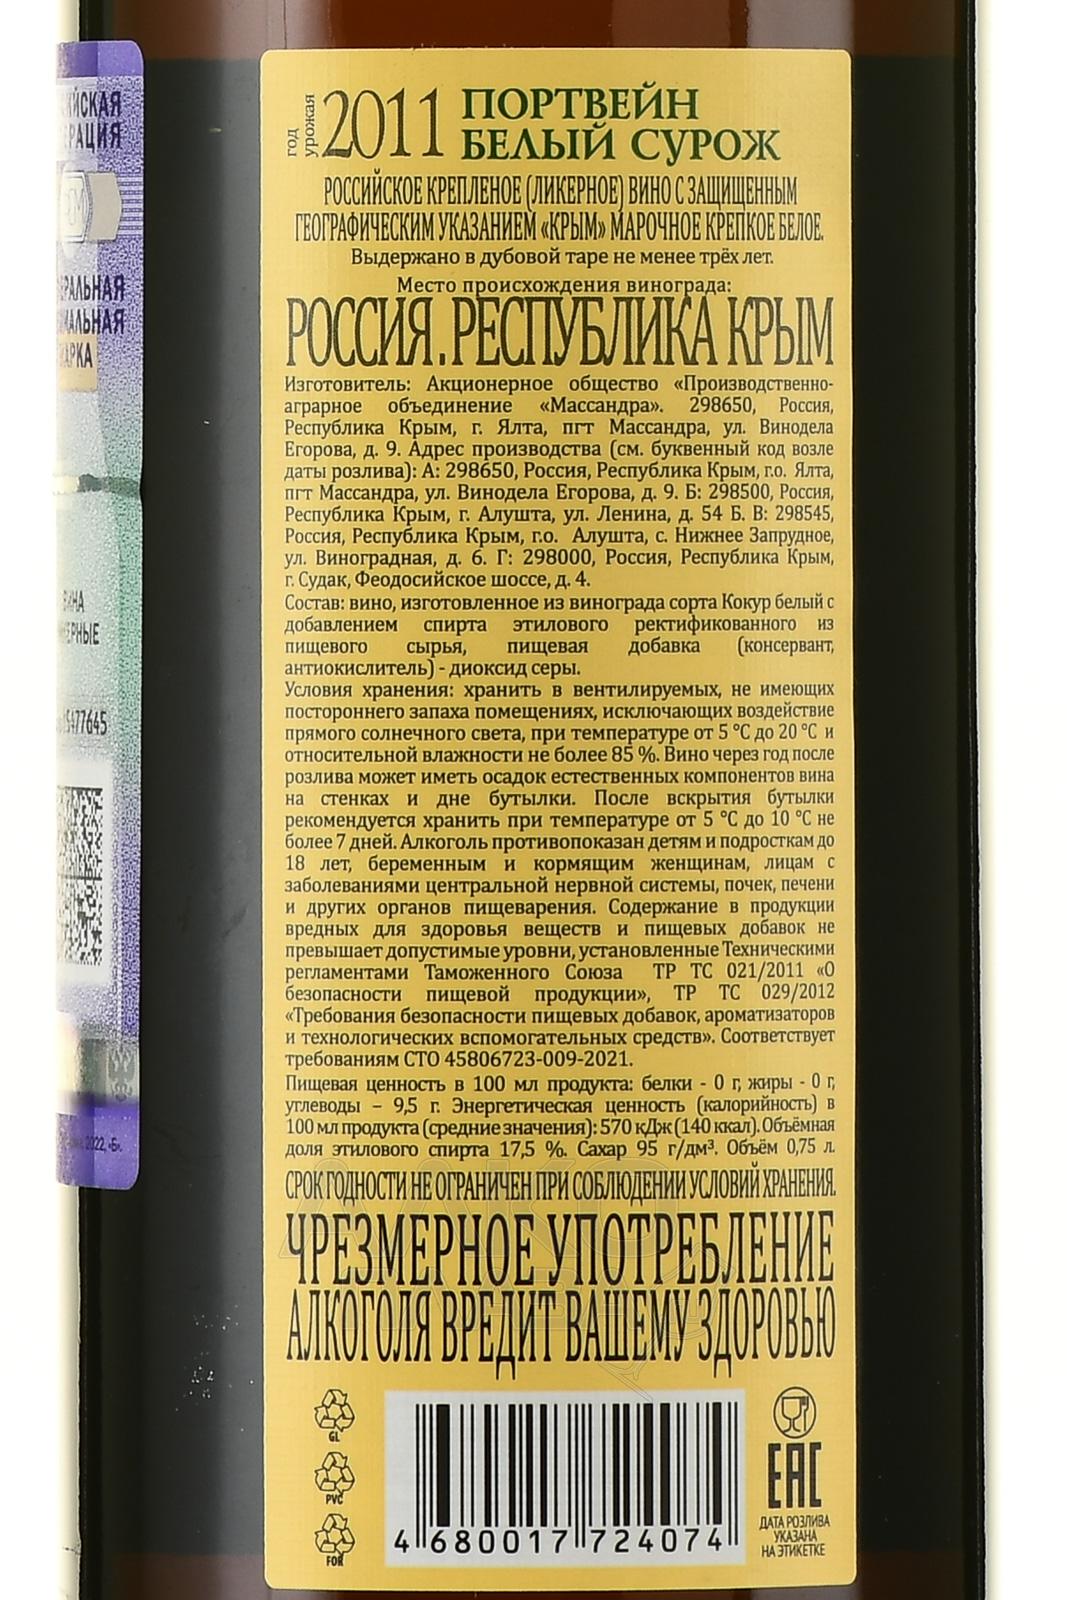 год урожая 2011 ПОРТВЕЙН
БЕЛЫЙ СУРОЖ
РОССИЙСКОЕ КРЕПЛЕНОЕ (ЛИКЕРНОЕ) ВИНО С ЗАЩИЩЕННЫМ
ГЕОГРАФИЧЕСКИМ УКАЗАНИЕМ «КРЫМ» МАРОЧНОЕ КРЕПКОЕ БЕЛОЕ.
Выдержано в дубовой таре не менее трёх лет.
Место происхождения винограда:
РОССИЯ. РЕСПУБЛИКА КРЫМ
Изготовитель: Акционерное общество «Производственно-
аграрное объединение «Массандра». 298650, Россия,
Республика Крым, г. Ялта, пгт Массандра, ул. Винодела
Егорова, д. 9. Адрес производства (см. буквенный код возле
даты розлива): А: 298650, Россия, Республика Крым, г.о. Ялта,
пгт Массандра, ул. Винодела Егорова, д. 9. Б: 298500, Россия,
Республика Крым, г. Алушта, ул. Ленина, д. 54 Б. В: 298545,
Россия, Республика Крым, г.о. Алушта, с. Нижнее Запрудное,
ул. Виноградная, д. 6. Г: 298000, Россия, Республика Крым,
г. Судак, Феодосийское шоссе, д. 4.
Состав: вино, изготовленное из винограда сорта Кокур белый с
добавлением спирта этилового ректификованного из
пищевого сырья, пищевая добавка (консервант,
антиокислитель) - диоксид серы.
Условия хранения: хранить в вентилируемых, не имеющих
постороннего запаха помещениях, исключающих воздействие
прямого солнечного света, при температуре от 5 °С до 20 °С и
относительной влажности не более 85 %. Вино через год после
розлива может иметь осадок естественных компонентов вина
на стенках и дне бутылки. После вскрытия бутылки
рекомендуется хранить при температуре от 5 °С до 10 °С не
более 7 дней. Алкоголь противопоказан детям и подросткам до
18 лет, беременным и кормящим женщинам, лицам с
заболеваниями центральной нервной системы, почек, печени
и других органов пищеварения. Содержание в продукции
вредных для здоровья веществ и пищевых добавок не
превышает допустимые уровни, установленные Техническими
регламентами Таможенного Союза ТР ТС 021/2011 «О
безопасности пищевой продукции», ТР ТС 029/2012
«Требования безопасности пищевых добавок, ароматизаторов
и технологических вспомогательных средств». Соответствует
требованиям СТО 45806723-009-2021.
Пищевая ценность в 100 мл продукта: белки - 0 г, жиры - 0 г,
углеводы – 9,5 г. Энергетическая ценность (калорийность) в
100 мл продукта (средние значения): 570 кДж (140 ккал). Объёмная
доля этилового спирта 17,5 %. Сахар 95 г/дм³. Объём 0,75 л.
СРОК ГОДНОСТИ НЕ ОГРАНИЧЕН ПРИ СОБЛЮДЕНИИ УСЛОВИЙ ХРАНЕНИЯ.
ЧРЕЗМЕРНОЕ УПОТРЕБЛЕНИЕ
АЛКОГОЛЯ ВРЕДИТ ВАШЕМУ ЗДОРОВЬЮ
GL
PVC
FOR
4 680017 724074
EAC
ДАТА РОЗЛИВА
УКАЗАНА
НА ЭТИКЕТКЕ